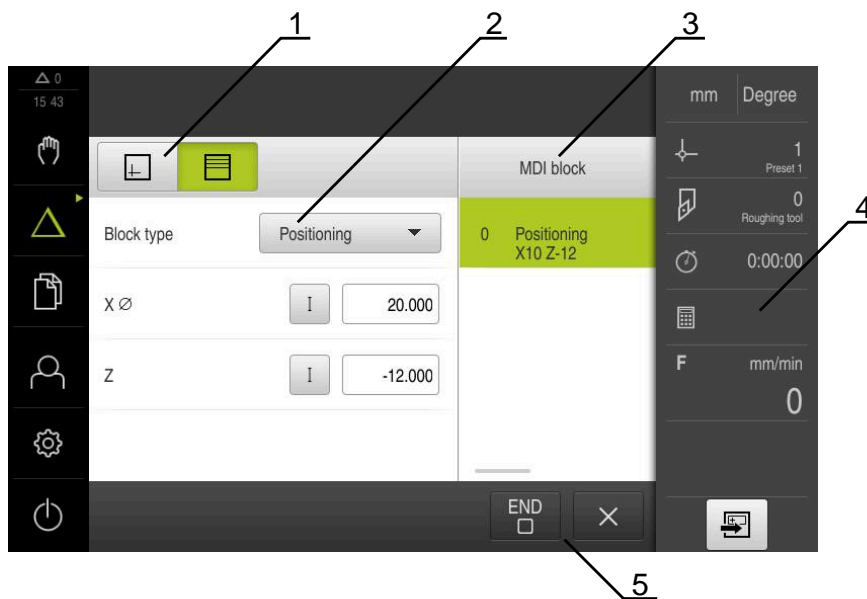 1 2 3
0
15 43
mm Degree
1
Preset 1
MDI block
0
Roughing tool
4
Block type Positioning
0 Positioning
X10 Z-12
0:00:00
X Ø I 20.000
Z I -12.000
F mm/min
0
END
5